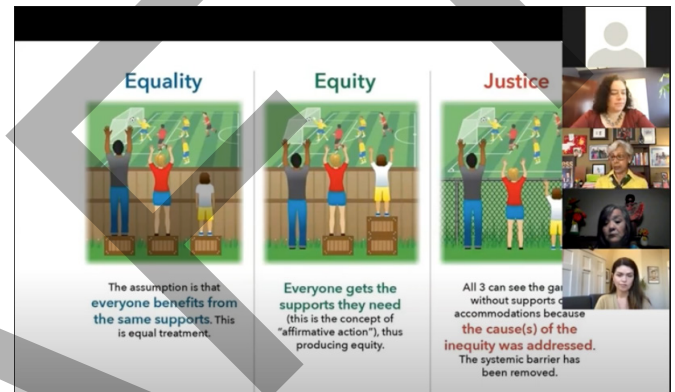 Equality
The assumption is that
everyone benefits from
the same supports. This
is equal treatment.
Equity
Everyone gets the
supports they need
(this is the concept of
"affirmative action"), thus
producing equity.
Justice
All 3 can see the
without supports
accommodations because
the cause(s) of the
inequity was addressed.
The systemic barrier has
been removed.